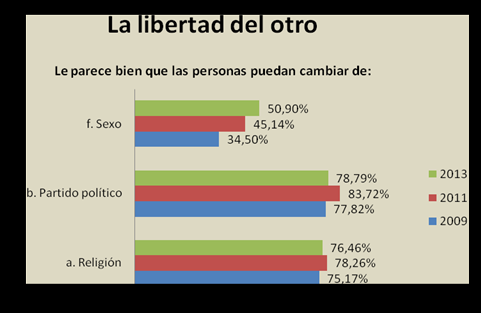 La libertad del otro
Le parece bien que las personas puedan cambiar de:
50,90%
f. Sexo
45,14%
34,50%
78,79%
b. Partido político
83,72%
77,82%
76,46%
a. Religión
78,26%
75,17%
2013
2011
2009